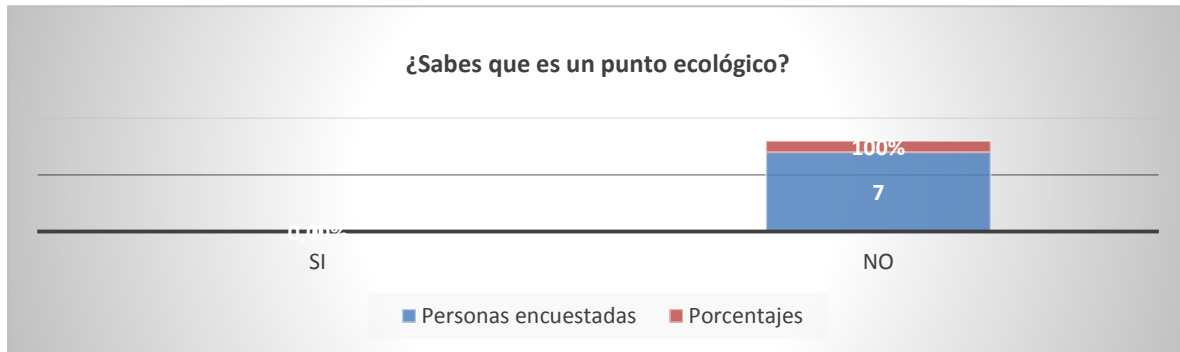 ¿Sabes que es un punto ecológico?
100%
7
SI
NO
Personas encuestadas
Porcentajes